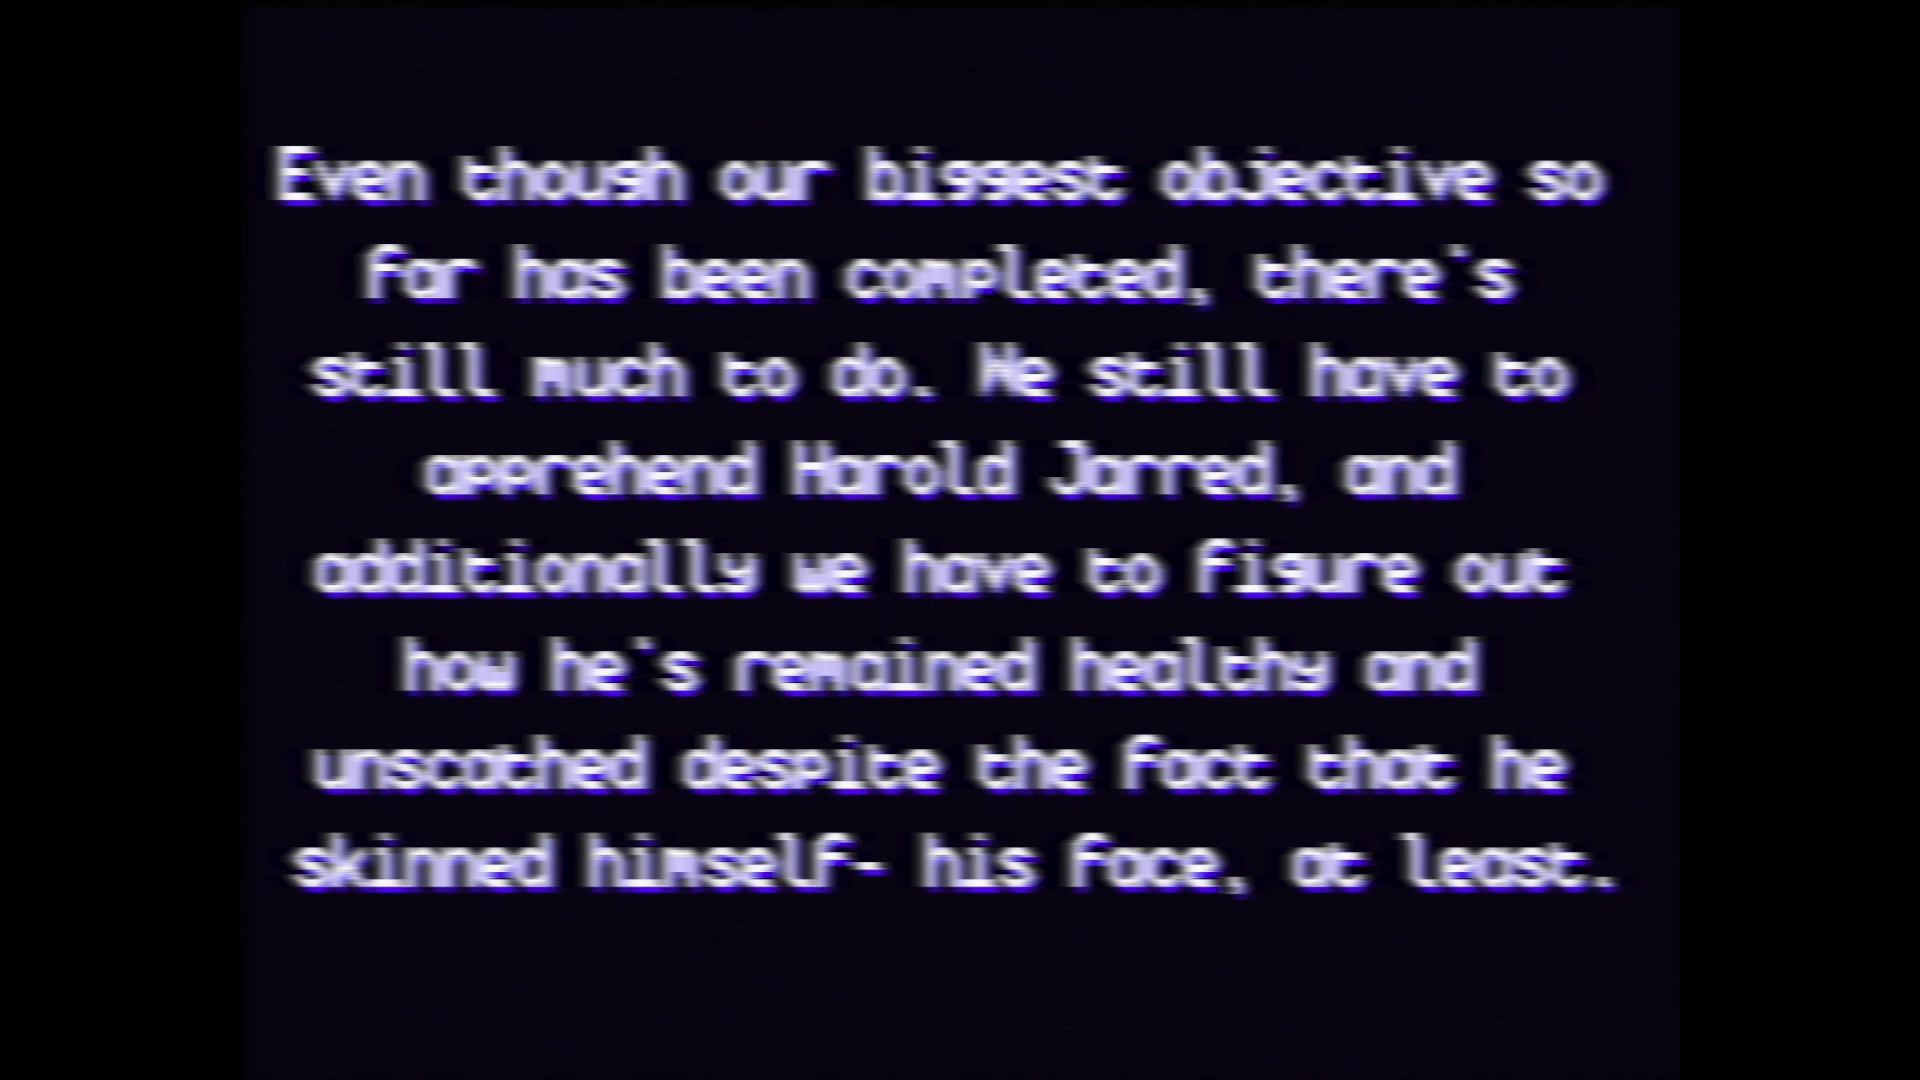 Even though our biggest objective so
far has been completed, there's
still much to do. We still have to
apprehend Harold Jarred, and
additionally we have to figure out
how he's remained healthy and
unscathed despite the fact that he
skinned himself- his face, at least.